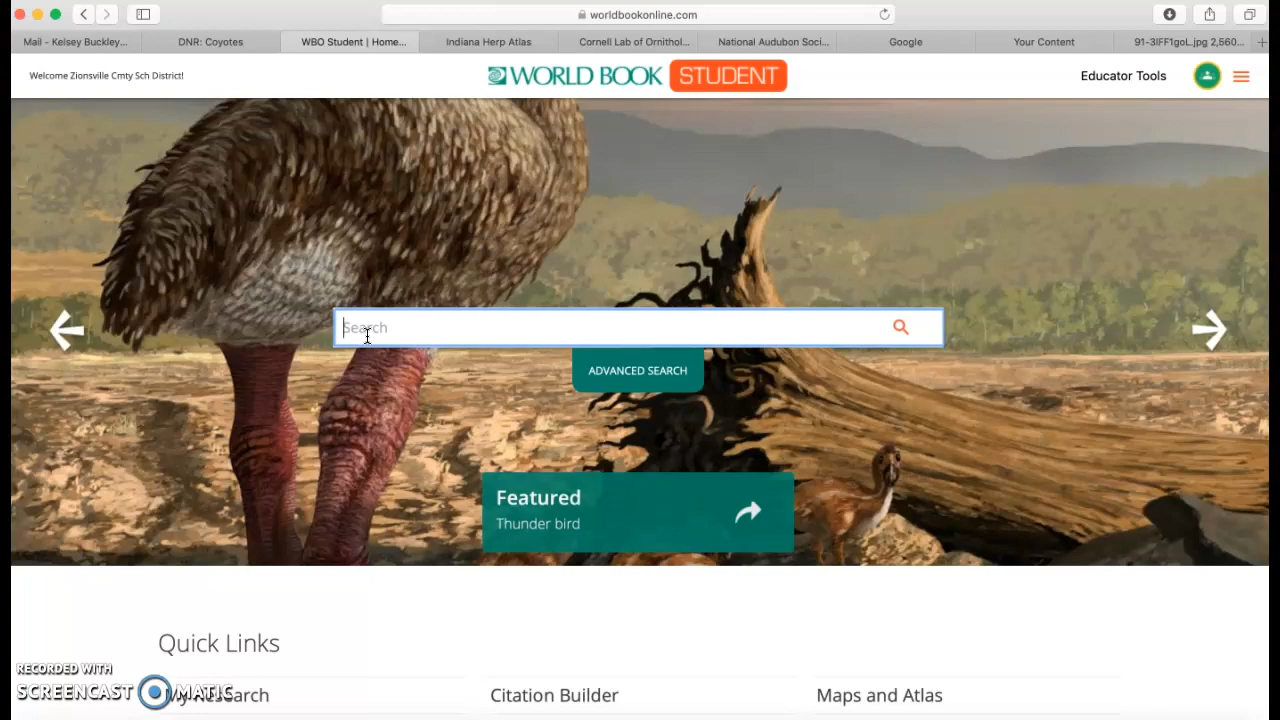 worldbookonline.com
Mail - Kelsey Buckley...
DNR: Coyotes
WBO Student | Home...
Indiana Herp Atlas
Cornell Lab of Ornithol...
National Audubon Soci...
Google
Your Content
91-3IFF1goL.jpg 2,560...
Welcome Zionsville Cmty Sch District!
WORLD BOOK STUDENT
Educator Tools
Search
ADVANCED SEARCH
Featured
Thunder bird
Quick Links
RECORDED WITH
SCREENCAST MATIC
My Research
Citation Builder
Maps and Atlas